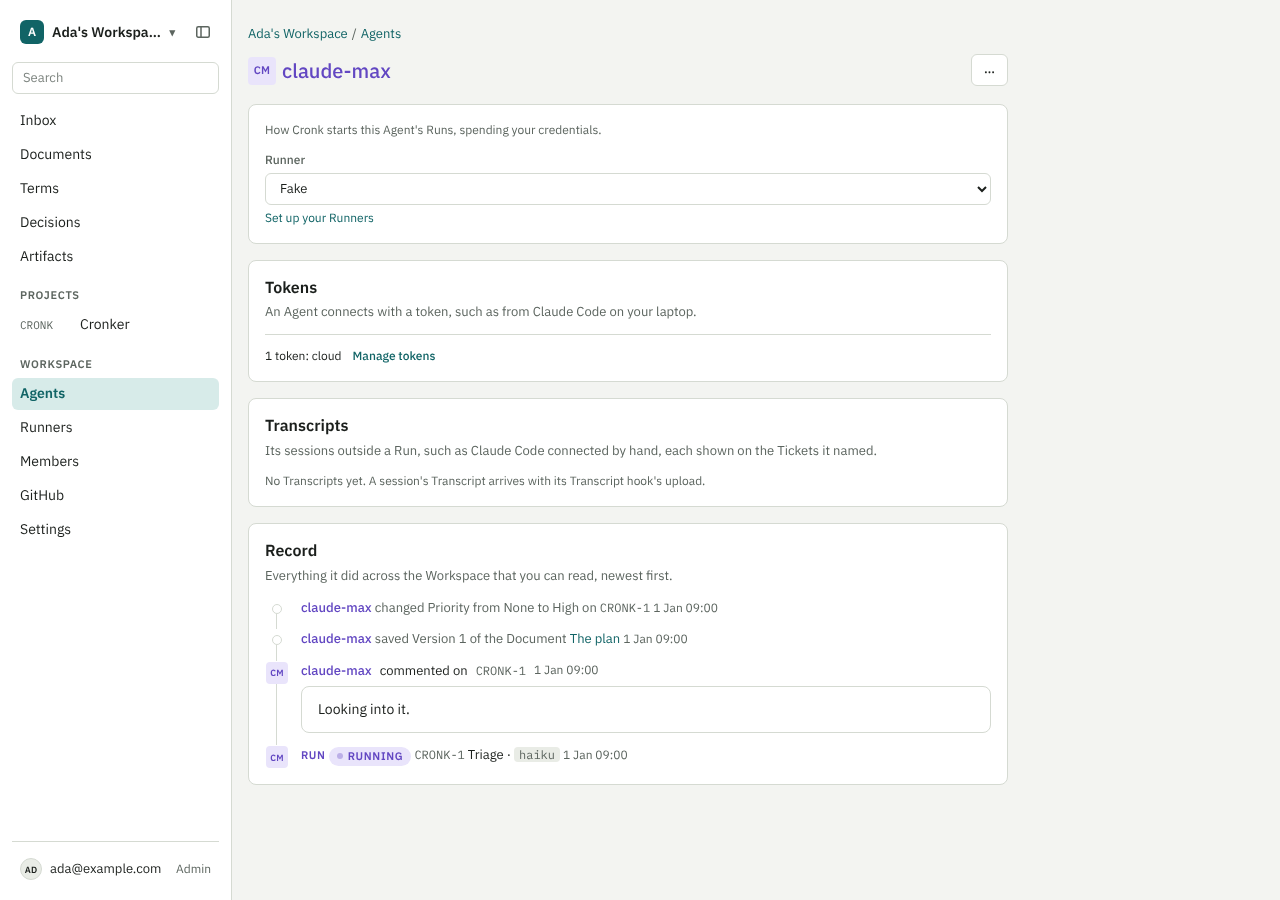 A Ada's Workspa... ▾
Search
Inbox
Documents
Terms
Decisions
Artifacts
PROJECTS
CRONK Cronker
WORKSPACE
Agents
Runners
Members
GitHub
Settings
AD ada@example.com Admin
Ada's Workspace / Agents
CM claude-max
...
How Cronk starts this Agent's Runs, spending your credentials.
Runner
Fake
Set up your Runners
Tokens
An Agent connects with a token, such as from Claude Code on your laptop.
1 token: cloud Manage tokens
Transcripts
Its sessions outside a Run, such as Claude Code connected by hand, each shown on the Tickets it named.
No Transcripts yet. A session's Transcript arrives with its Transcript hook's upload.
Record
Everything it did across the Workspace that you can read, newest first.
claude-max changed Priority from None to High on CRONK-1 1 Jan 09:00
claude-max saved Version 1 of the Document The plan 1 Jan 09:00
CM claude-max commented on CRONK-1 1 Jan 09:00
Looking into it.
CM RUN RUNNING CRONK-1 Triage · haiku 1 Jan 09:00